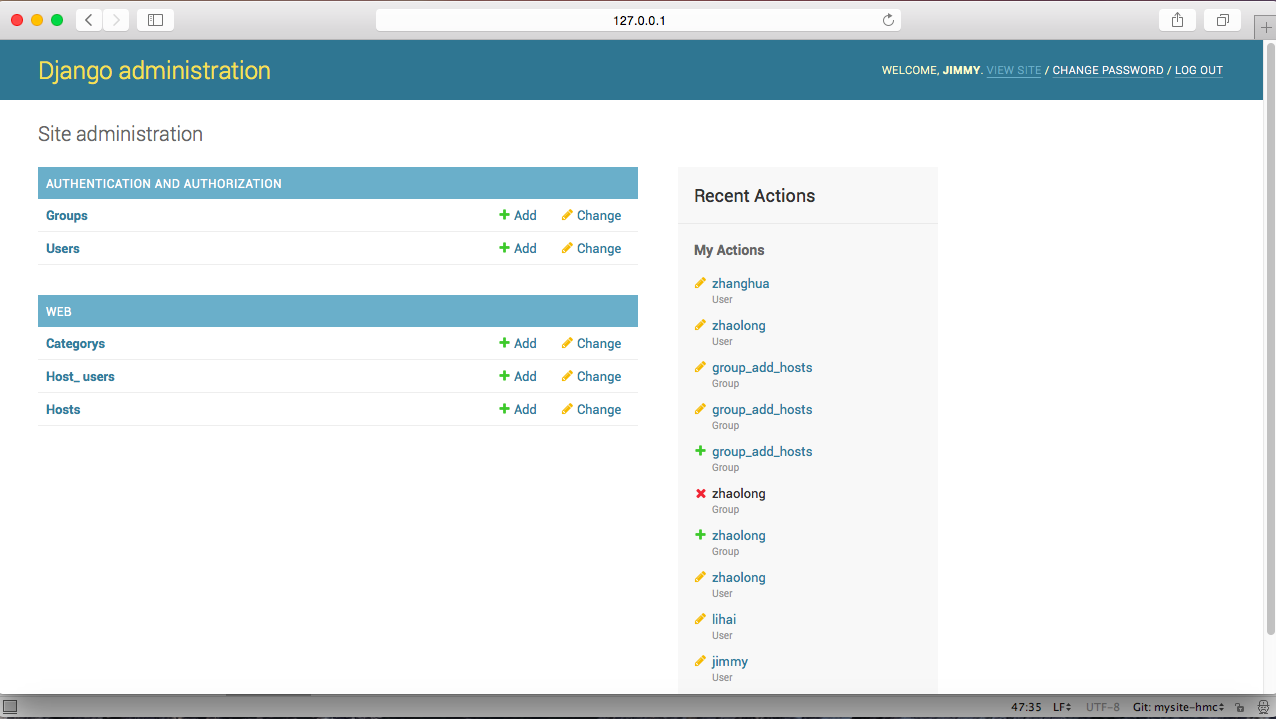 127.0.0.1
Django administration
WELCOME, JIMMY. VIEW SITE / CHANGE PASSWORD / LOG OUT
Site administration
AUTHENTICATION AND AUTHORIZATION
Groups Add Change
Users Add Change
WEB
Categorys Add Change
Host_ users Add Change
Hosts Add Change
Recent Actions
My Actions
zhanghua
User
zhaolong
User
group_add_hosts
Group
group_add_hosts
Group
group_add_hosts
Group
zhaolong
Group
zhaolong
Group
zhaolong
User
lihai
User
jimmy
User
47:35 LF UTF-8 Git: mysite-hmc